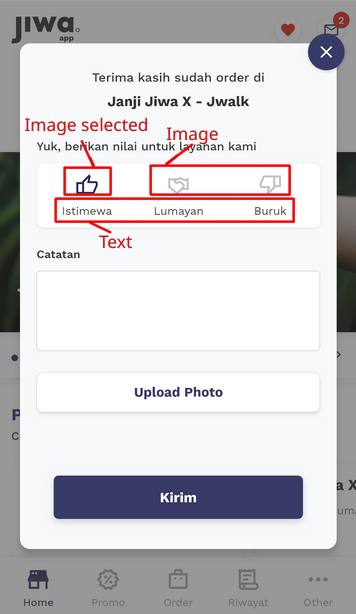 JIWA
app
2
Terima kasih sudah order di
Janji Jiwa X - Jwalk
Image selected
Image
Yuk, berikan nilai untuk layanan kami
Istimewa Lumayan Buruk
Text
Catatan
Upload Photo
P
C
a X
Kirim
Home Promo Order Riwayat Other